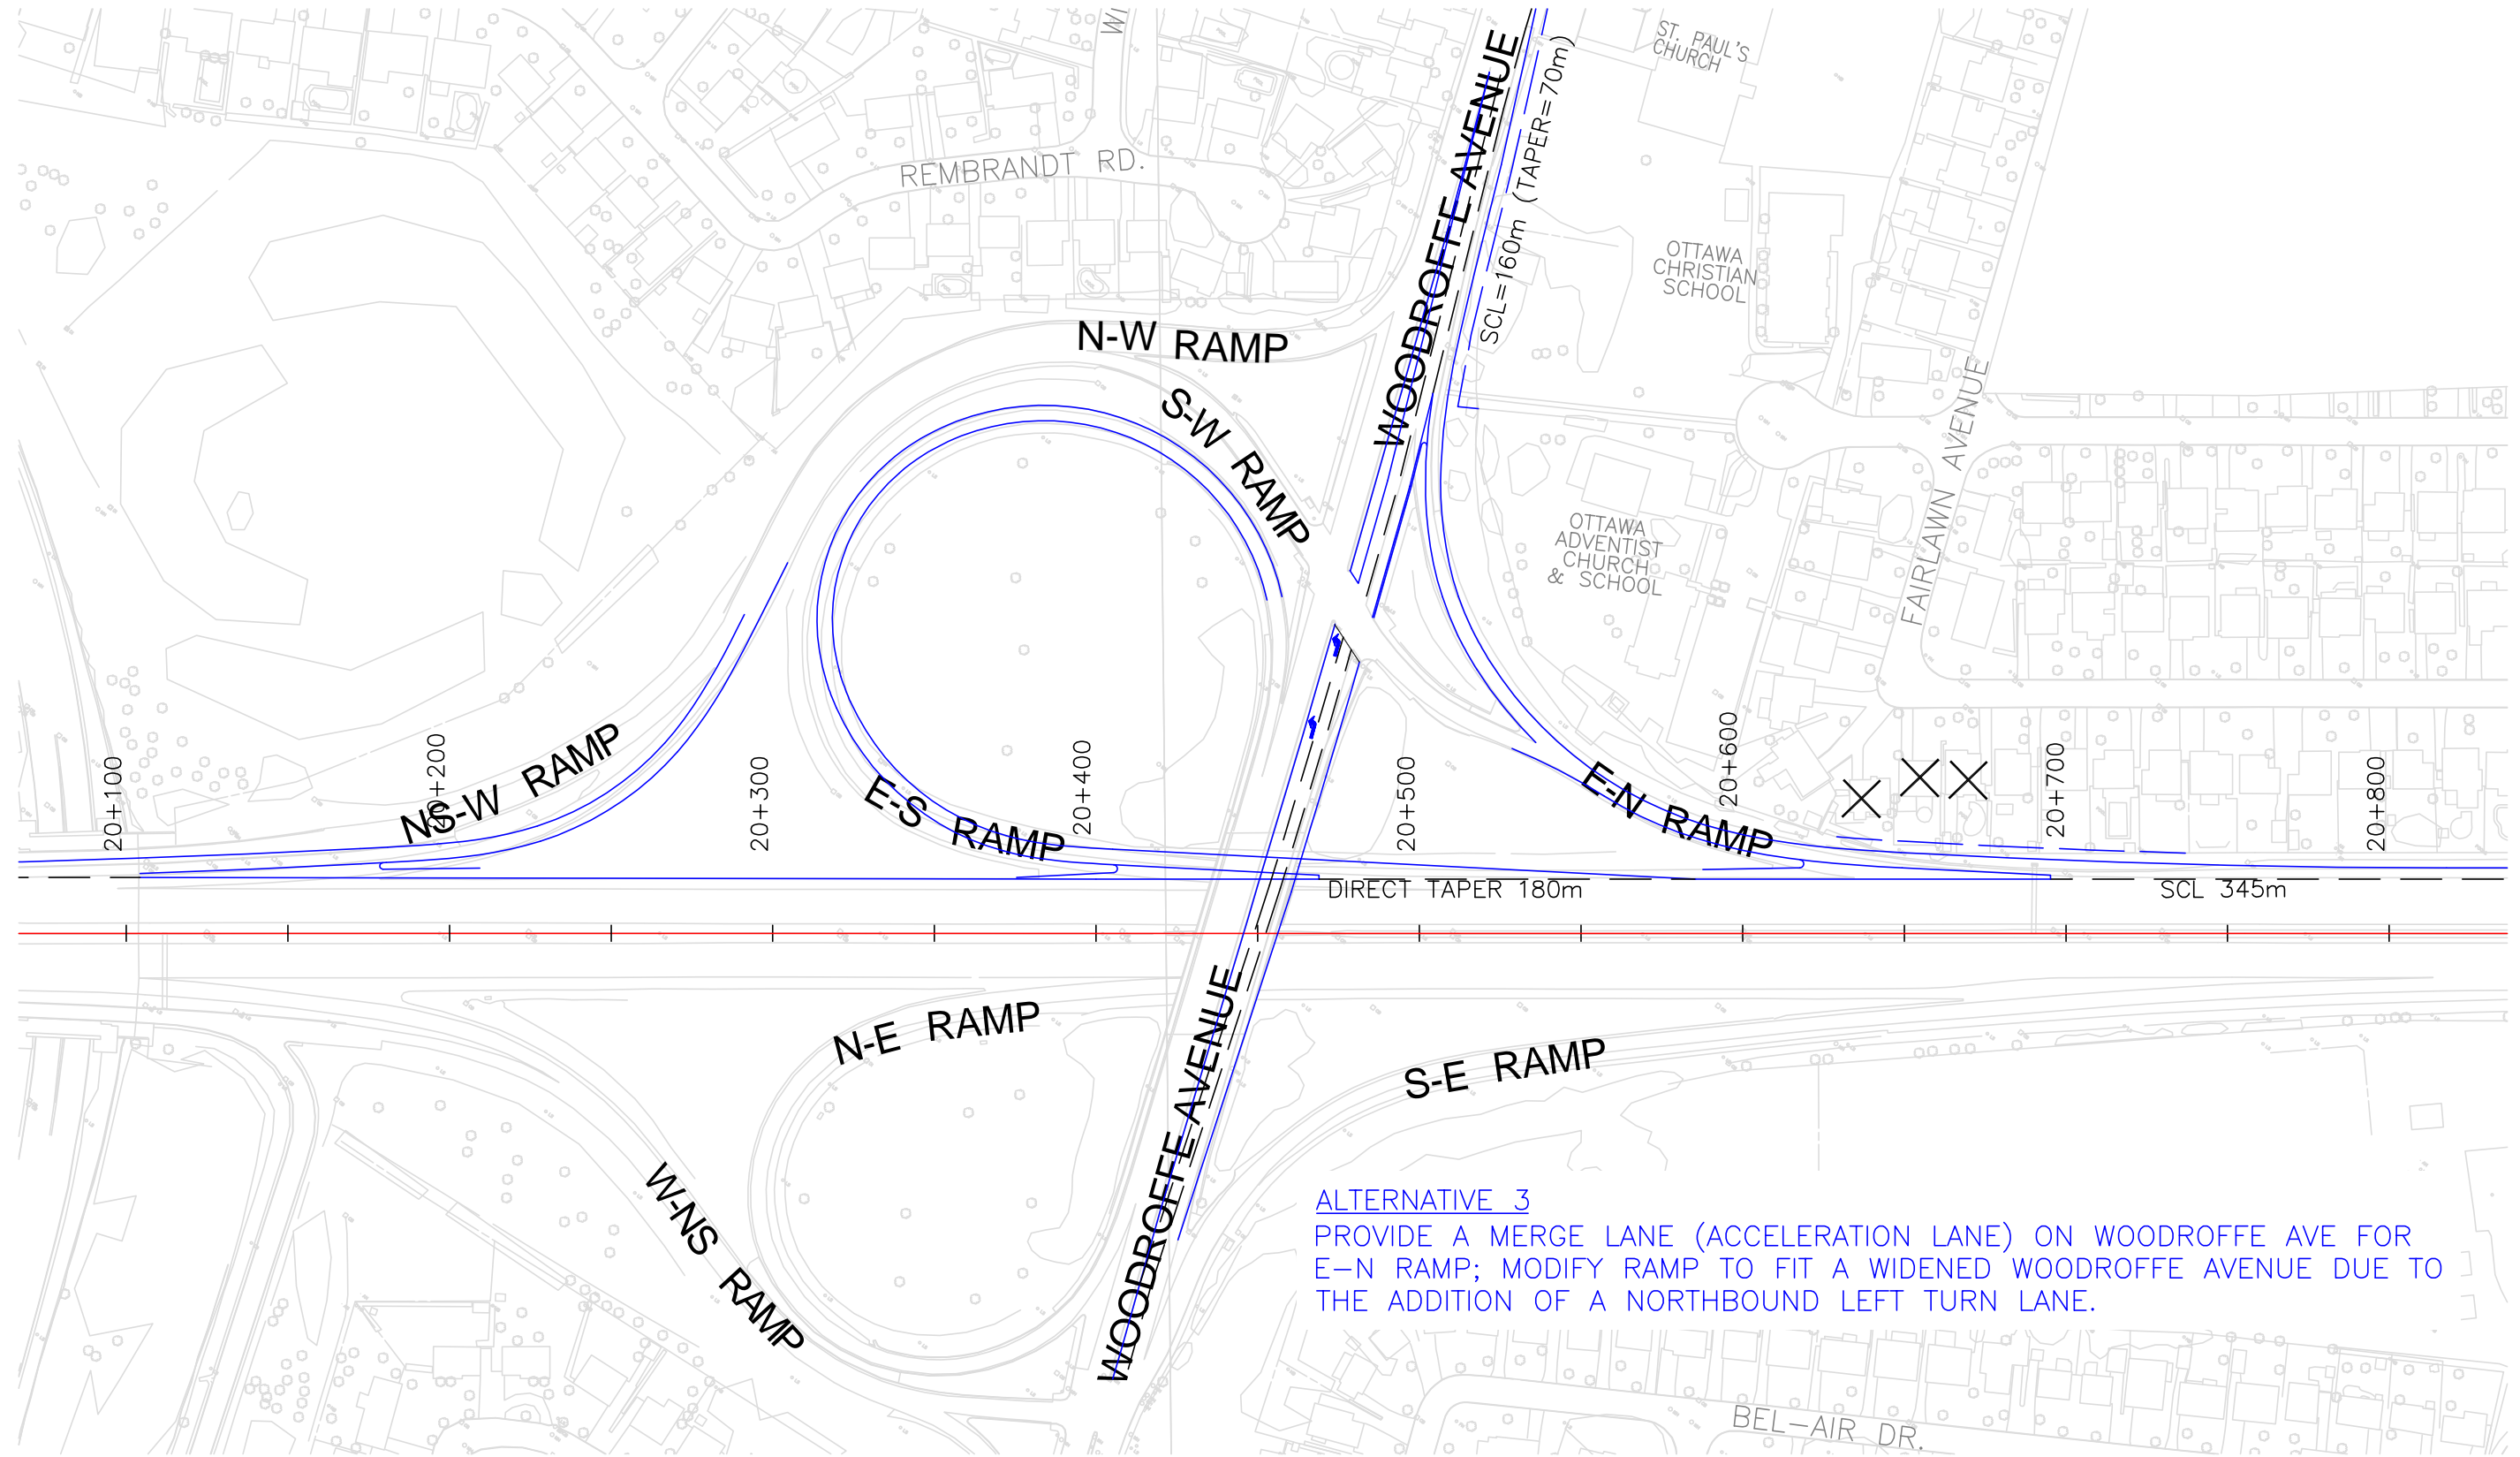 WOODROFFE AVENUE
ST. PAUL'S
CHURCH
SCL=160m (TAPER=70m)
REMBRANDT RD.
OTTAWA
CHRISTIAN
SCHOOL
N-W RAMP
S-W RAMP
FAIRLAWN AVENUE
OTTAWA
ADVENTIST
CHURCH
& SCHOOL
NS-W RAMP
E-S RAMP
E-N RAMP
20+100
20+200
20+300
20+400
20+500
20+600
20+700
20+800
DIRECT TAPER 180m
SCL 345m
N-E RAMP
WOODROFFE AVENUE
S-E RAMP
W-NS RAMP
ALTERNATIVE 3
PROVIDE A MERGE LANE (ACCELERATION LANE) ON WOODROFFE AVE FOR
E-N RAMP; MODIFY RAMP TO FIT A WIDENED WOODROFFE AVENUE DUE TO
THE ADDITION OF A NORTHBOUND LEFT TURN LANE.
BEL-AIR DR.